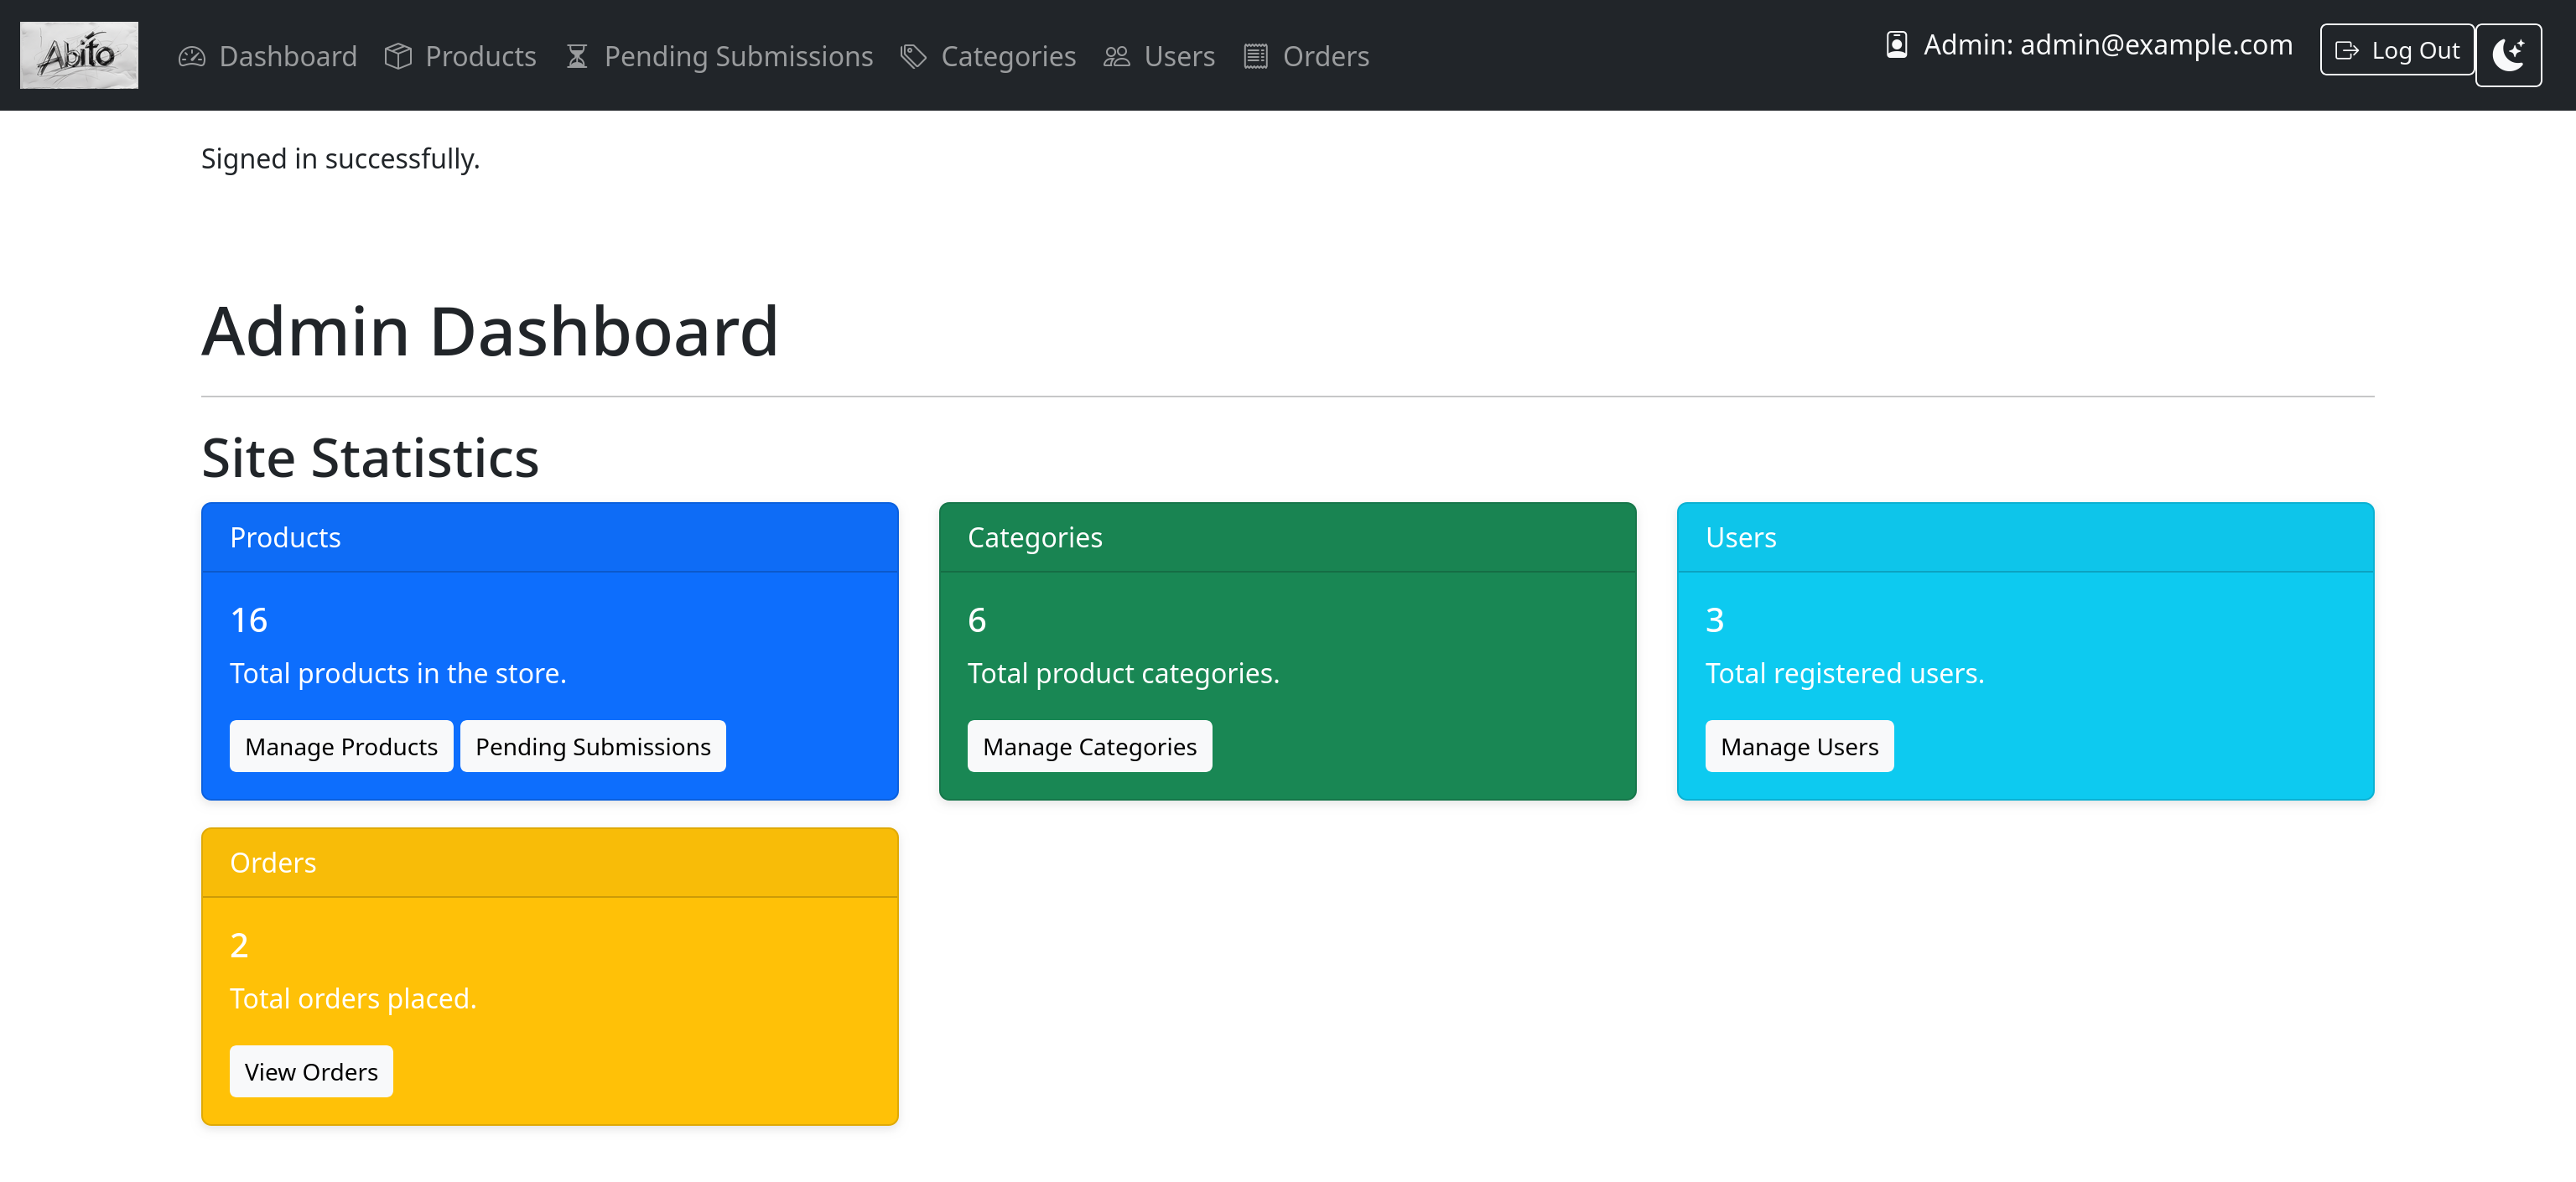 Abito
Dashboard Products Pending Submissions Categories Users Orders
Admin: admin@example.com Log Out
Signed in successfully.
Admin Dashboard
Site Statistics
Products
16
Total products in the store.
Manage Products Pending Submissions
Categories
6
Total product categories.
Manage Categories
Users
3
Total registered users.
Manage Users
Orders
2
Total orders placed.
View Orders